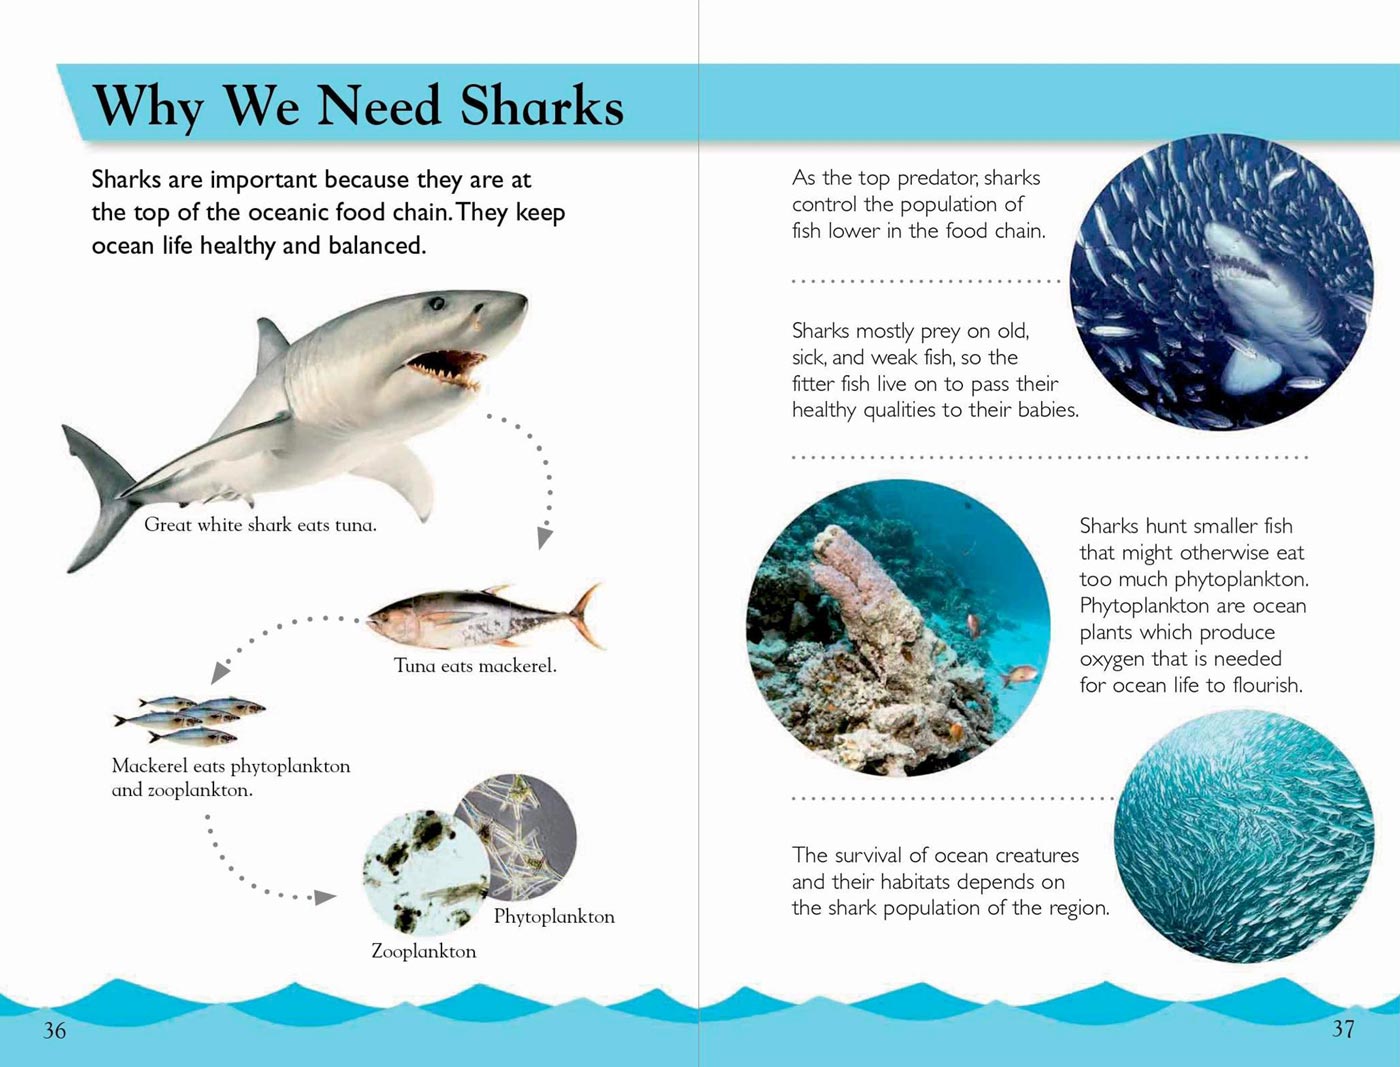 Why We Need Sharks
Sharks are important because they are at
the top of the oceanic food chain. They keep
ocean life healthy and balanced.
Great white shark eats tuna.
Tuna eats mackerel.
Mackerel eats phytoplankton
and zooplankton.
Phytoplankton
Zooplankton
36
As the top predator, sharks
control the population of
fish lower in the food chain.
Sharks mostly prey on old,
sick, and weak fish, so the
fitter fish live on to pass their
healthy qualities to their babies.
Sharks hunt smaller fish
that might otherwise eat
too much phytoplankton.
Phytoplankton are ocean
plants which produce
oxygen that is needed
for ocean life to flourish.
The survival of ocean creatures
and their habitats depends on
the shark population of the region.
37